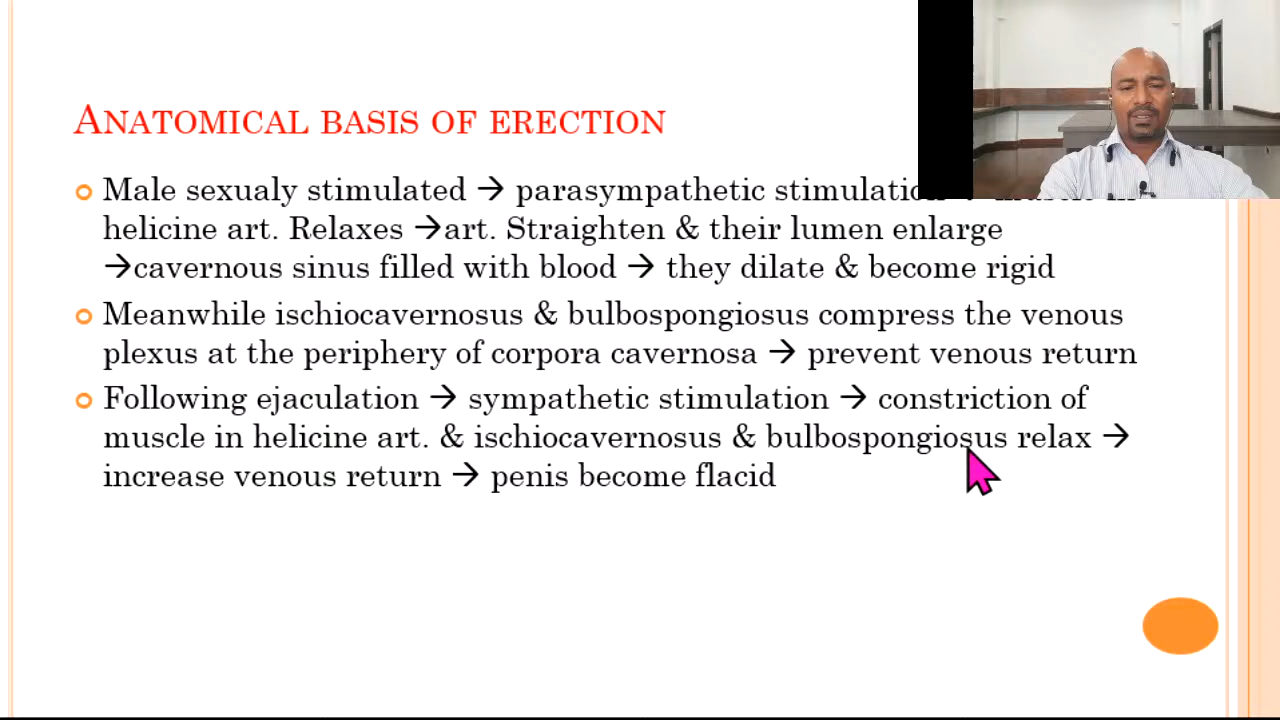 ANATOMICAL BASIS OF ERECTION
Male sexualy stimulated → parasympathetic
helicine art. Relaxes →art. Straighten & their lumen enlarge
→cavernous sinus filled with blood → they dilate & become rigid
Meanwhile ischiocavernosus & bulbospongiosus compress the venous
plexus at the periphery of corpora cavernosa → prevent venous return
Following ejaculation → sympathetic stimulation → constriction of
muscle in helicine art. & ischiocavernosus & bulbospongiosus relax →
increase venous return → penis become flacid